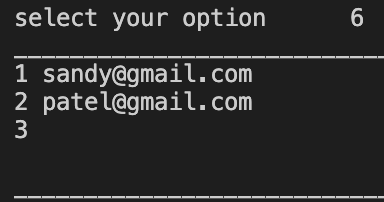 select your option 6
1 sandy@gmail.com
2 patel@gmail.com
3